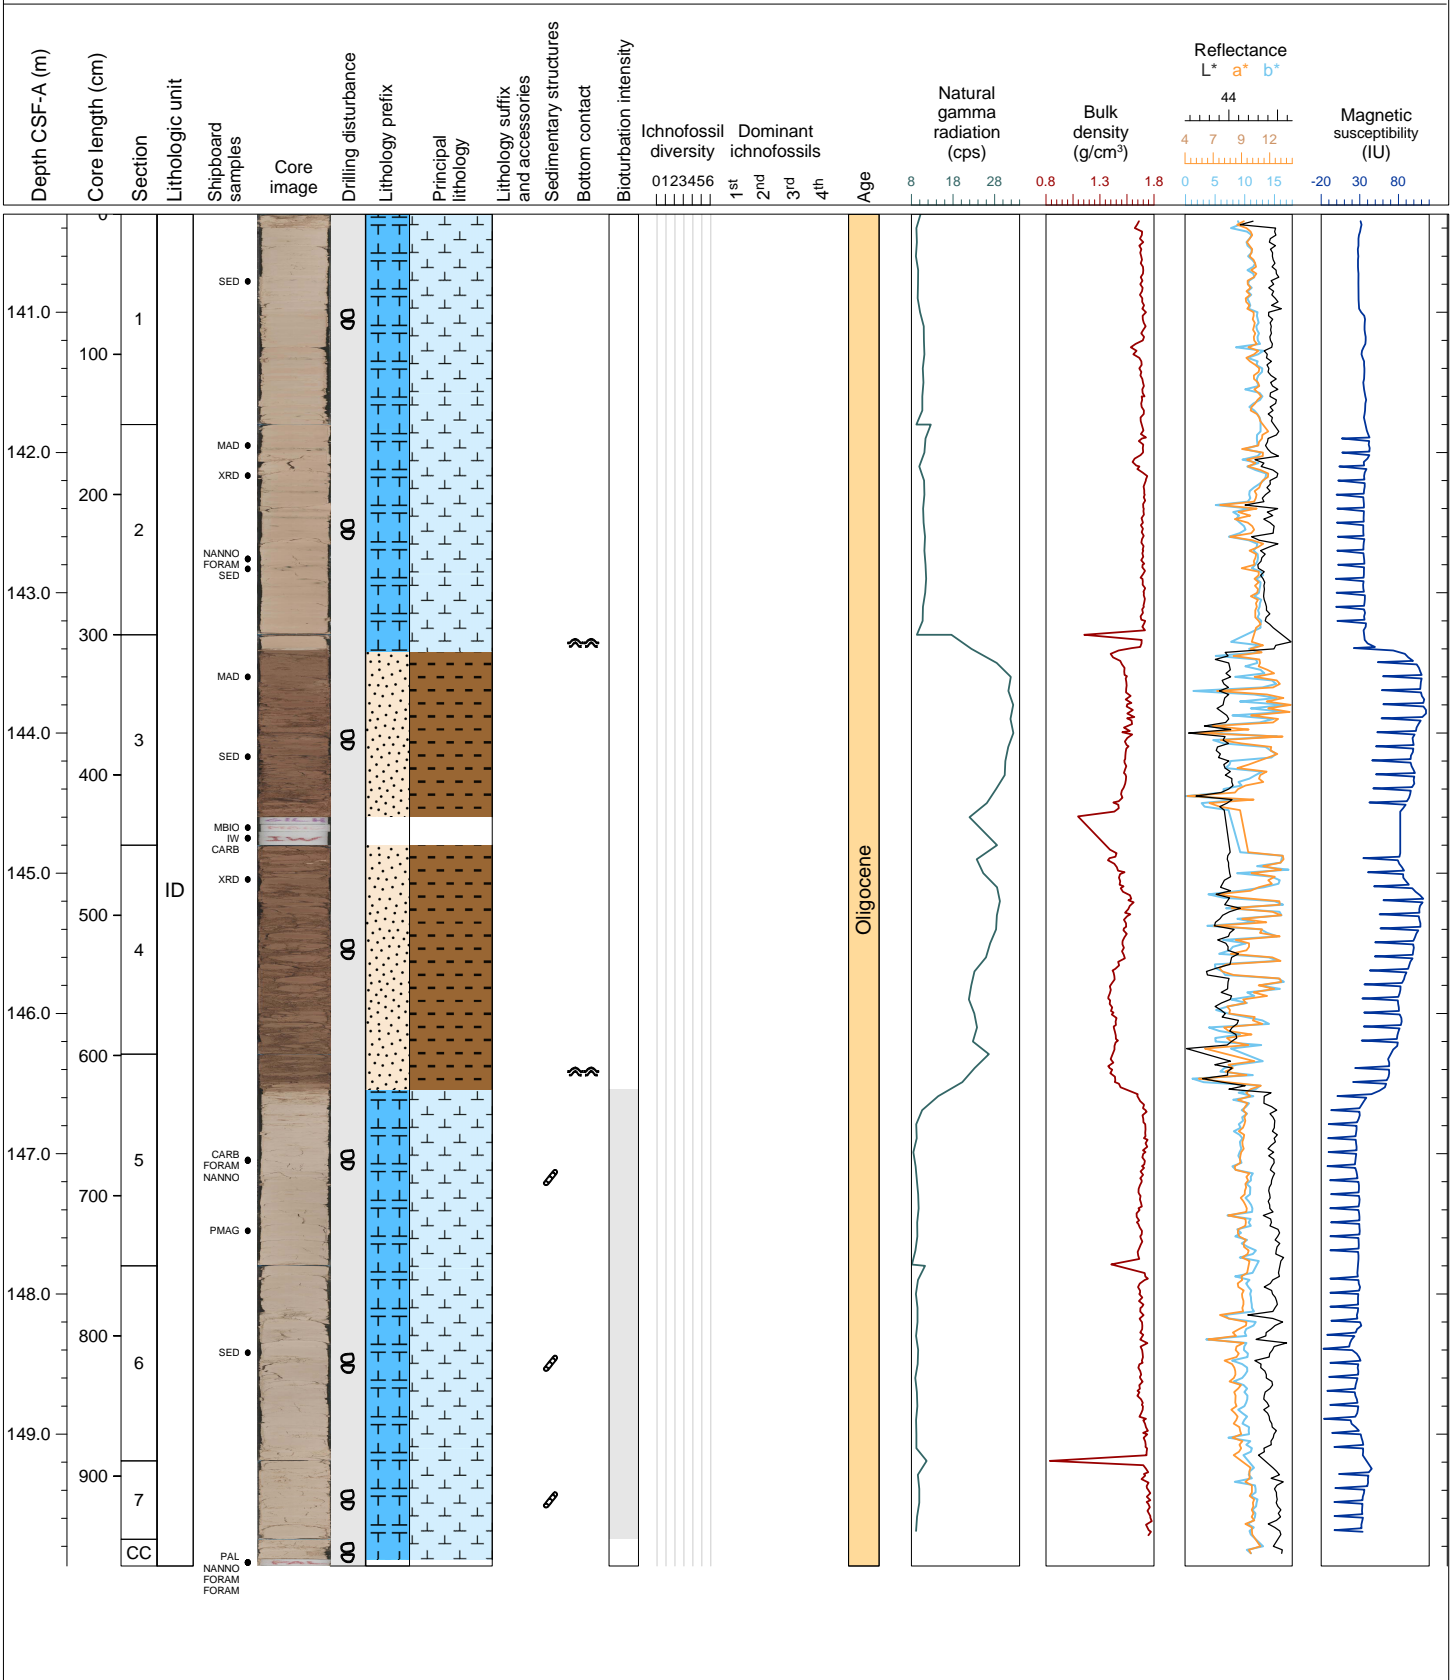 Depth CSF-A (m)
Core length (cm)
Section
Lithologic unit
Shipboard
samples
Core
image
Drilling disturbance
Lithology prefix
Principal
lithology
Lithology suffix
and accessories
Sedimentary structures
Bottom contact
Bioturbation intensity
Ichnofossil
diversity
0123456
Dominant
ichnofossils
1st 2nd 3rd 4th
Age
Natural
gamma
radiation
(cps)
8 18 28
Bulk
density
(g/cm³)
0.8 1.3 1.8
Reflectance
L* a* b*
44
4 7 9 12
0 5 10 15
Magnetic
susceptibility
(IU)
-20 30 80
0
SED
141.0
1
100
142.0
MAD
XRD
200
2
NANNO
FORAM
SED
143.0
300
MAD
144.0
3
SED
400
MBIO
IW
CARB
145.0
XRD
ID
Oligocene
500
4
146.0
600
147.0
CARB
FORAM
NANNO
5
700
PMAG
148.0
800
SED
6
149.0
900
7
CC
PAL
NANNO
FORAM
FORAM